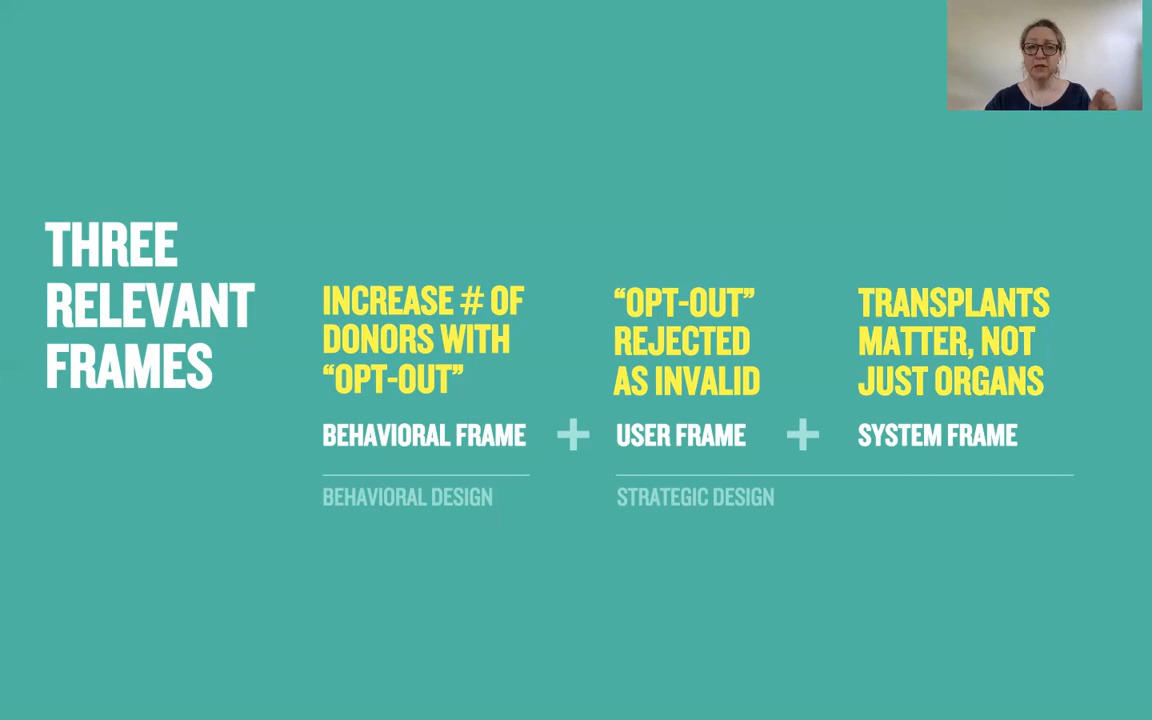 THREE
RELEVANT
FRAMES
INCREASE # OF
DONORS WITH
“OPT-OUT”
BEHAVIORAL FRAME
BEHAVIORAL DESIGN
+
“OPT-OUT”
REJECTED
AS INVALID
USER FRAME
+
TRANSPLANTS
MATTER, NOT
JUST ORGANS
SYSTEM FRAME
STRATEGIC DESIGN